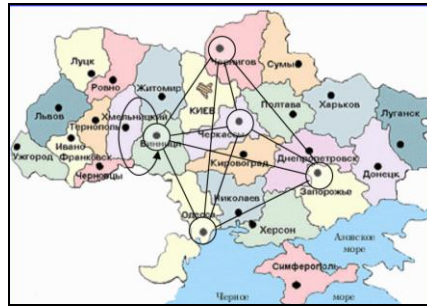 Луцк
Ровно
Чернигов
Сумы
Житомир
КИЕВ
Львов
Хмельницкий
Тернополь
Полтава
Харьков
Луганск
Черкассы
Винница
Ужгород
Ивано
Франковск
Черновцы
Кировоград
Днепропетровск
Донецк
Запорожье
Николаев
Одесса
Херсон
Азовское
море
Симферополь
Черное
море